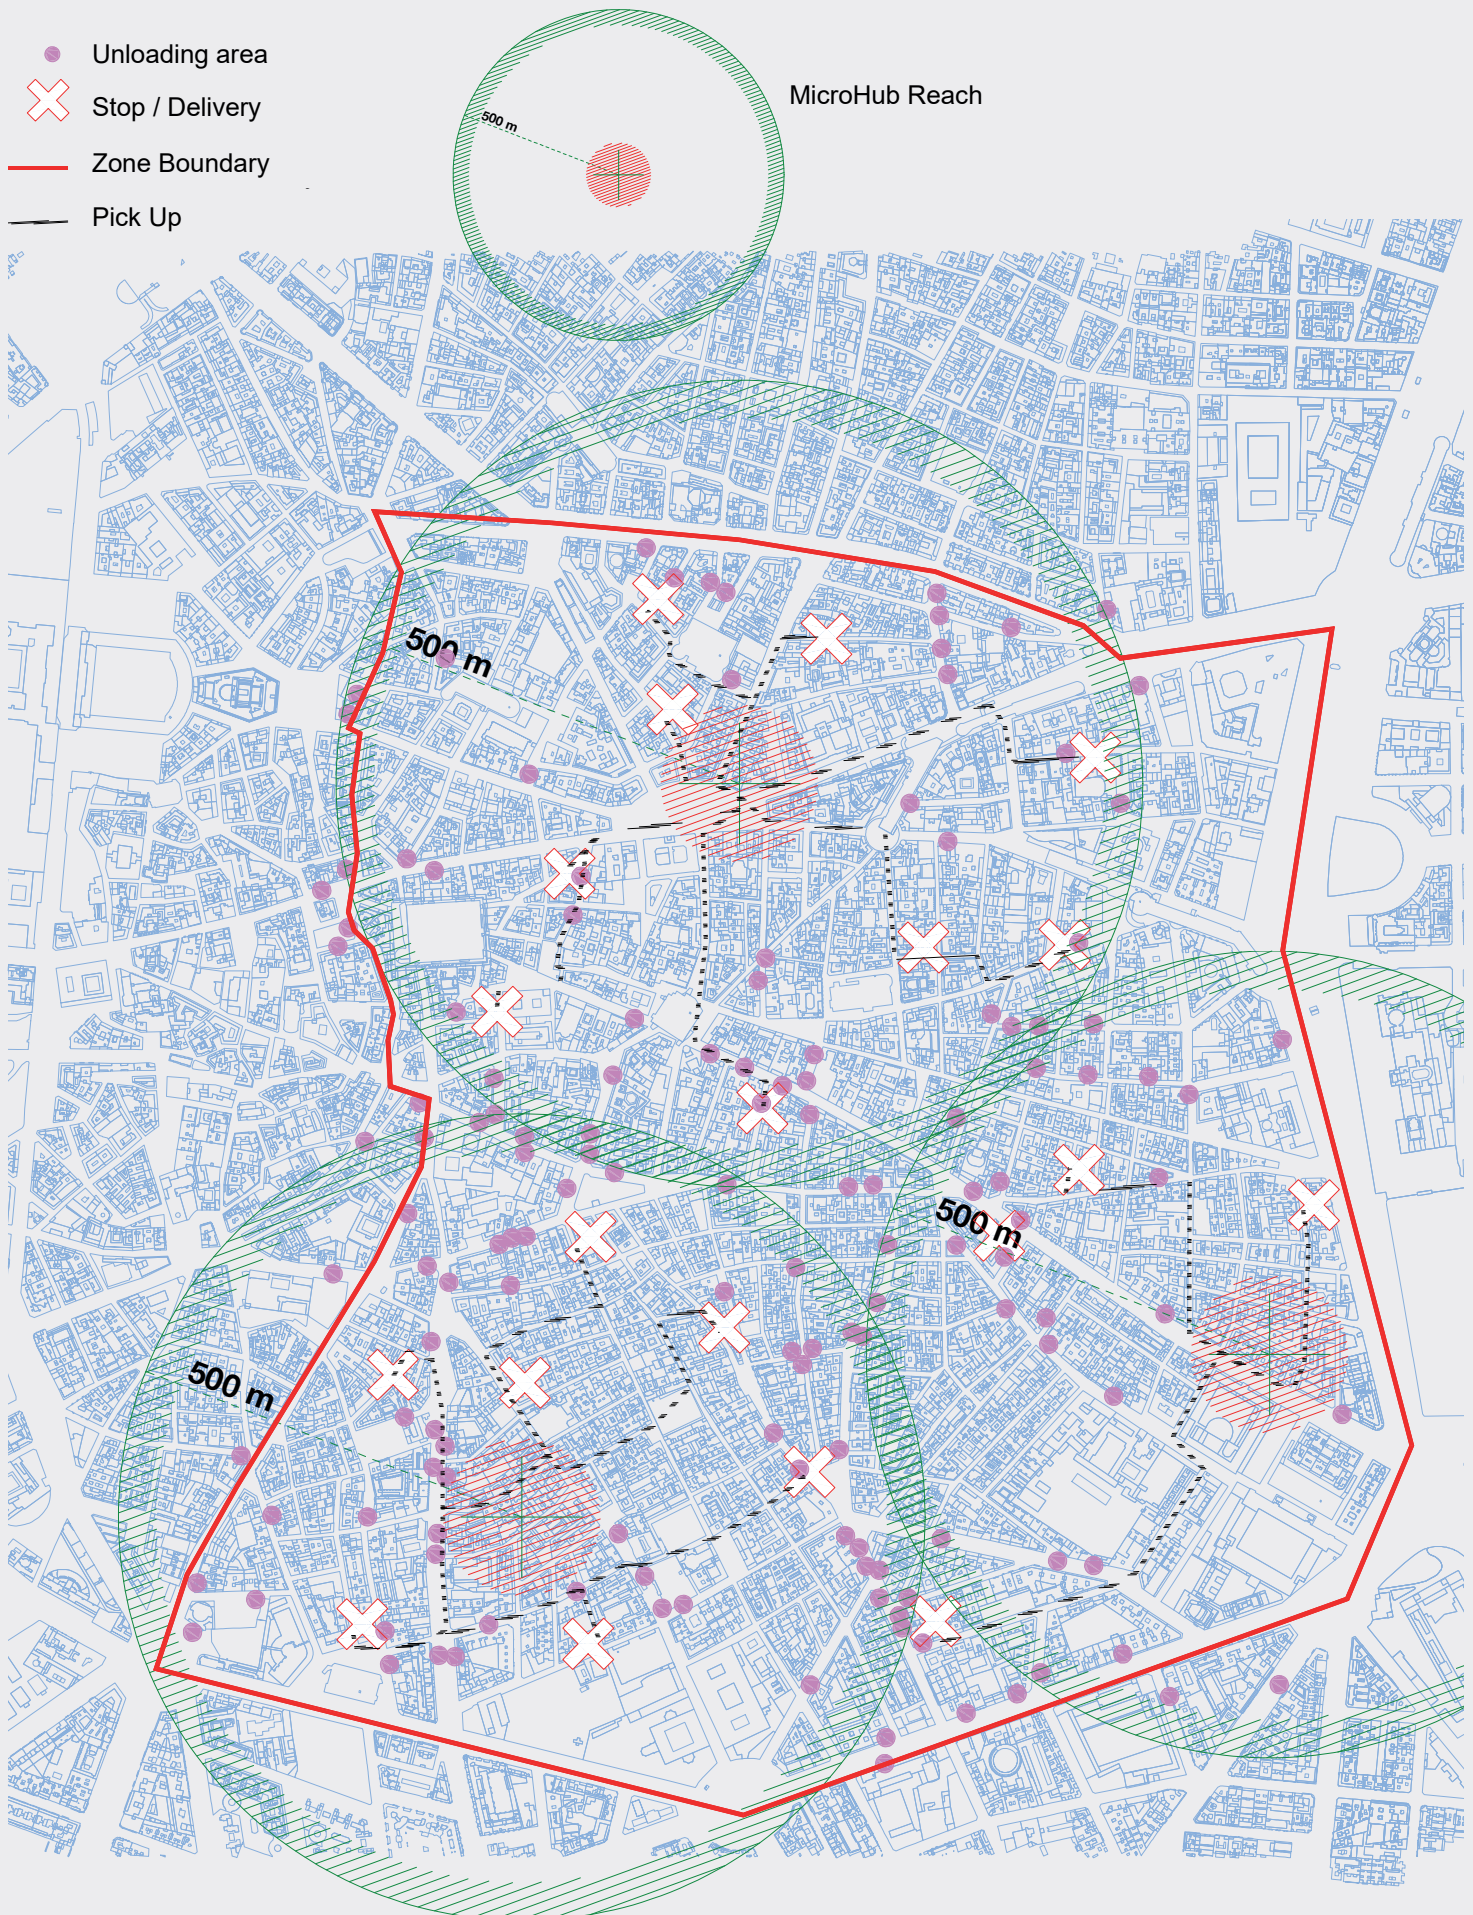 Unloading area
Stop / Delivery
MicroHub Reach
500 m
Zone Boundary
Pick Up
500 m
500 m
500 m